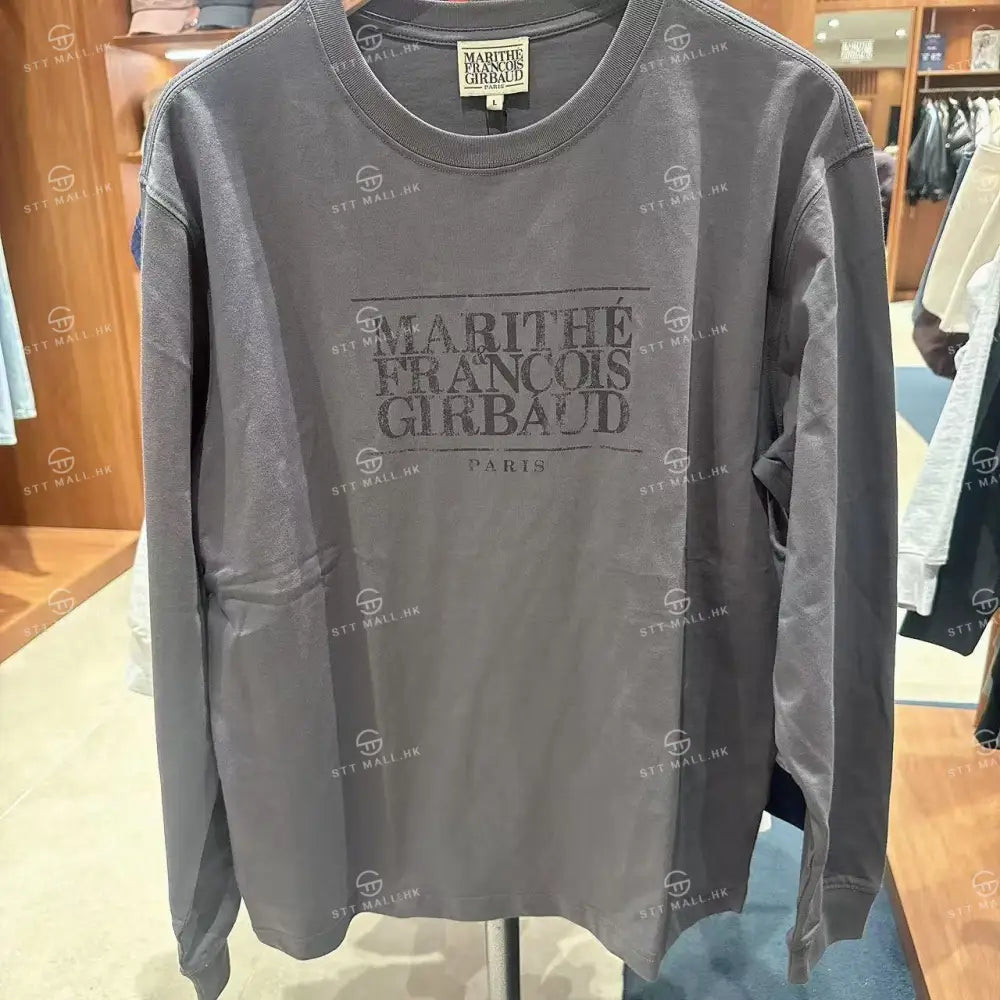 MARITHÉ
FRANCOIS
GIRBAUD
PARIS
L
MARITHÉ
&
FRANCOIS
GIRBAUD
PARIS
STT MALL.HK